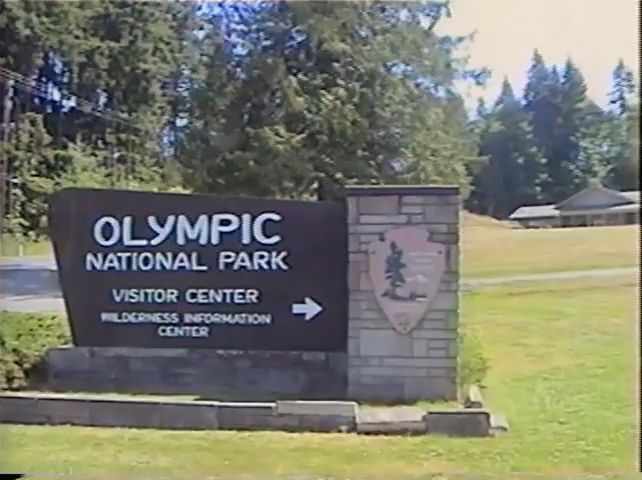 OLYMPIC
NATIONAL PARK
VISITOR CENTER
WILDERNESS INFORMATION
CENTER